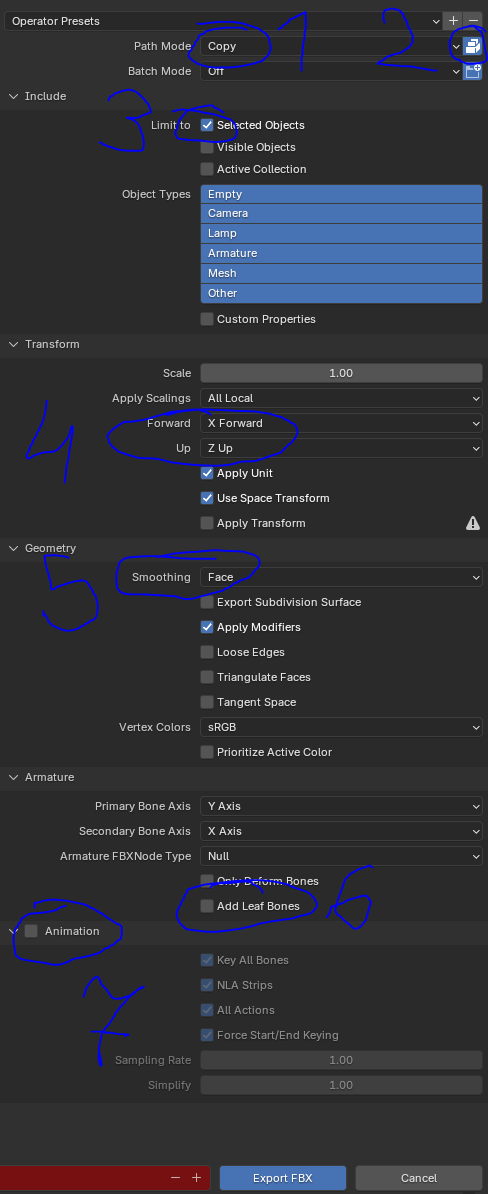 Operator Presets
1 2
Path Mode Copy
Batch Mode Off
Include
3
Limit to Selected Objects
Visible Objects
Active Collection
Object Types Empty
Camera
Lamp
Armature
Mesh
Other
Custom Properties
Transform
Scale 1.00
Apply Scalings All Local
4
Forward X Forward
Up Z Up
Apply Unit
Use Space Transform
Apply Transform
Geometry
5
Smoothing Face
Export Subdivision Surface
Apply Modifiers
Loose Edges
Triangulate Faces
Tangent Space
Vertex Colors sRGB
Prioritize Active Color
Armature
Primary Bone Axis Y Axis
Secondary Bone Axis X Axis
Armature FBXNode Type Null
Only Deform Bones
Add Leaf Bones 6
Animation
7
Key All Bones
NLA Strips
All Actions
Force Start/End Keying
Sampling Rate 1.00
Simplify 1.00
Export FBX Cancel